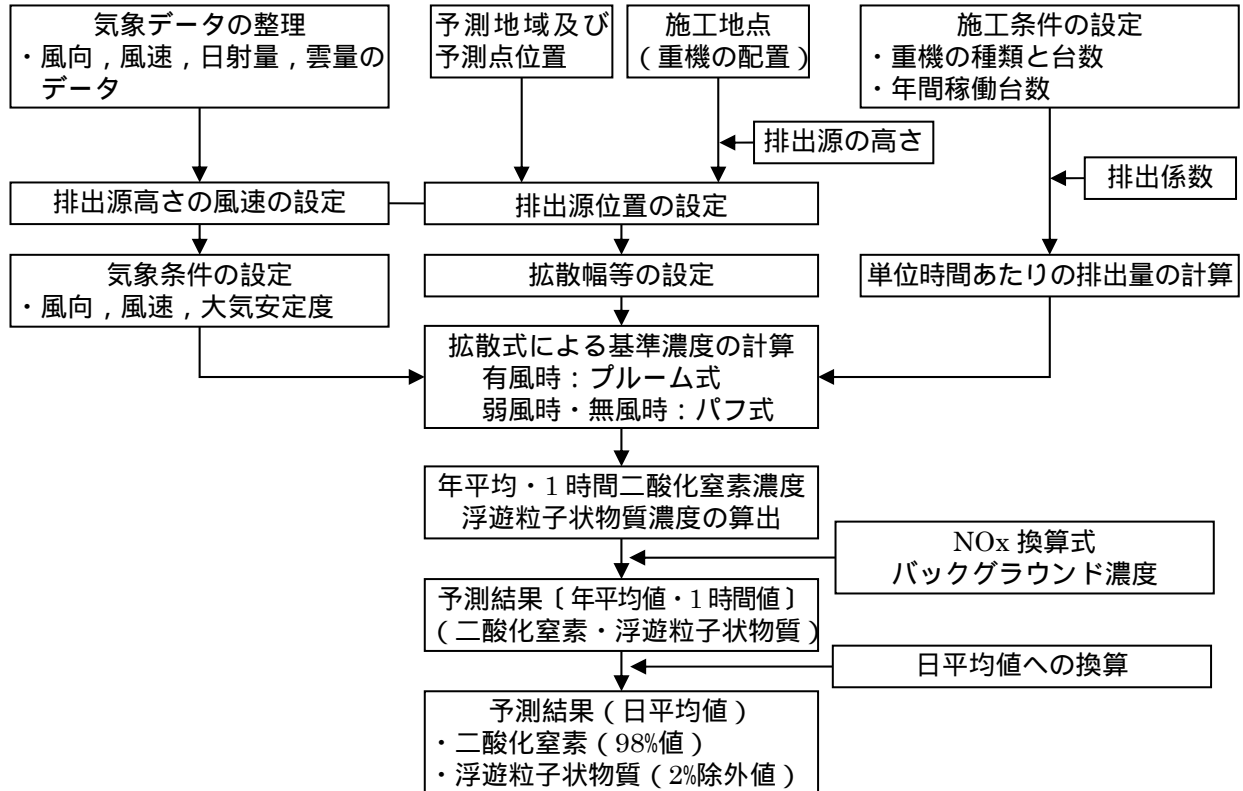 気象データの整理
・風向，風速，日射量，雲量の
データ
予測地域及び
予測点位置
施工地点
（重機の配置）
施工条件の設定
・重機の種類と台数
・年間稼働台数
排出源の高さ
排出係数
排出源高さの風速の設定
排出源位置の設定
気象条件の設定
・風向，風速，大気安定度
拡散幅等の設定
単位時間あたりの排出量の計算
拡散式による基準濃度の計算
有風時：プルーム式
弱風時・無風時：パフ式
年平均・1時間二酸化窒素濃度
浮遊粒子状物質濃度の算出
NOx 換算式
バックグラウンド濃度
予測結果〔年平均値・1時間値〕
（二酸化窒素・浮遊粒子状物質）
日平均値への換算
予測結果（日平均値）
・二酸化窒素（98%値）
・浮遊粒子状物質（2%除外値）